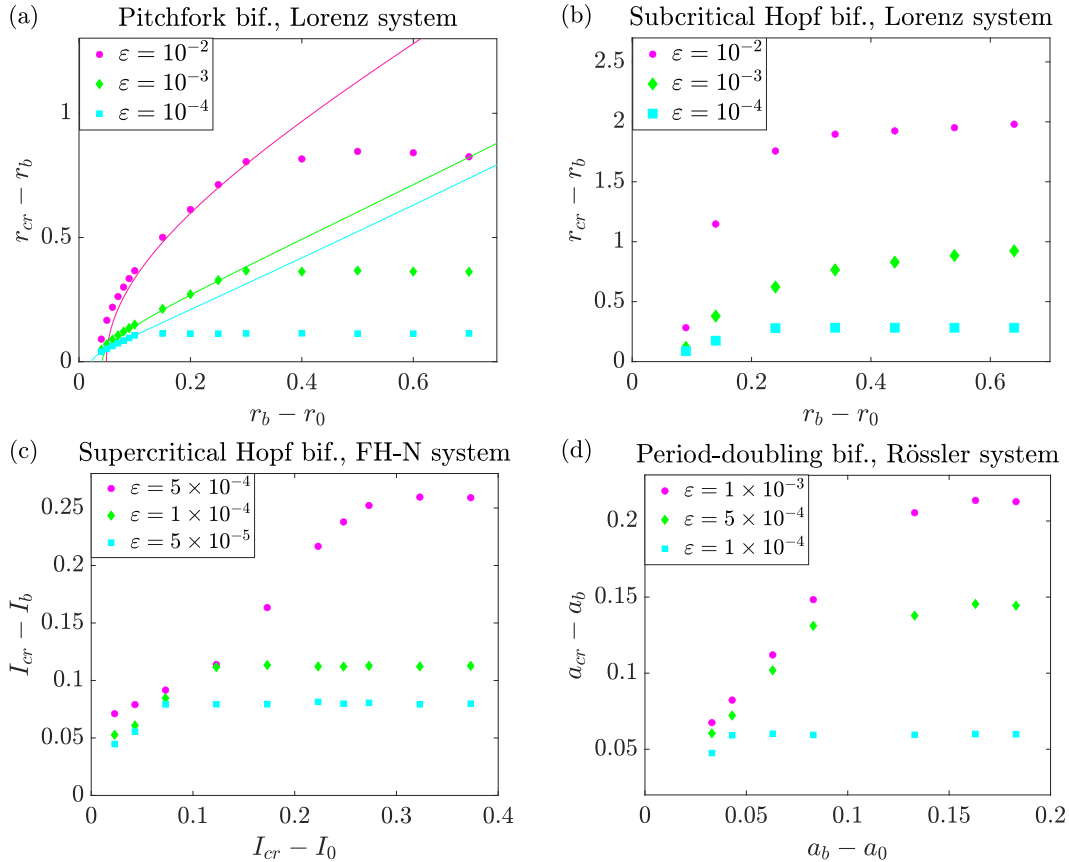 (a)
Pitchfork bif., Lorenz system
ε = 10⁻²
ε = 10⁻³
ε = 10⁻⁴
1
0.5
0
r_cr − r_b
0 0.2 0.4 0.6
r_b − r_0
(b)
Subcritical Hopf bif., Lorenz system
ε = 10⁻²
ε = 10⁻³
ε = 10⁻⁴
2.5
2
1.5
1
0.5
0
r_cr − r_b
0 0.2 0.4 0.6
r_b − r_0
(c)
Supercritical Hopf bif., FH-N system
ε = 5 × 10⁻⁴
ε = 1 × 10⁻⁴
ε = 5 × 10⁻⁵
0.25
0.2
0.15
0.1
0.05
0
I_cr − I_b
0 0.1 0.2 0.3 0.4
I_cr − I_0
(d)
Period-doubling bif., Rössler system
ε = 1 × 10⁻³
ε = 5 × 10⁻⁴
ε = 1 × 10⁻⁴
0.2
0.15
0.1
0.05
a_cr − a_b
0 0.05 0.1 0.15 0.2
a_b − a_0